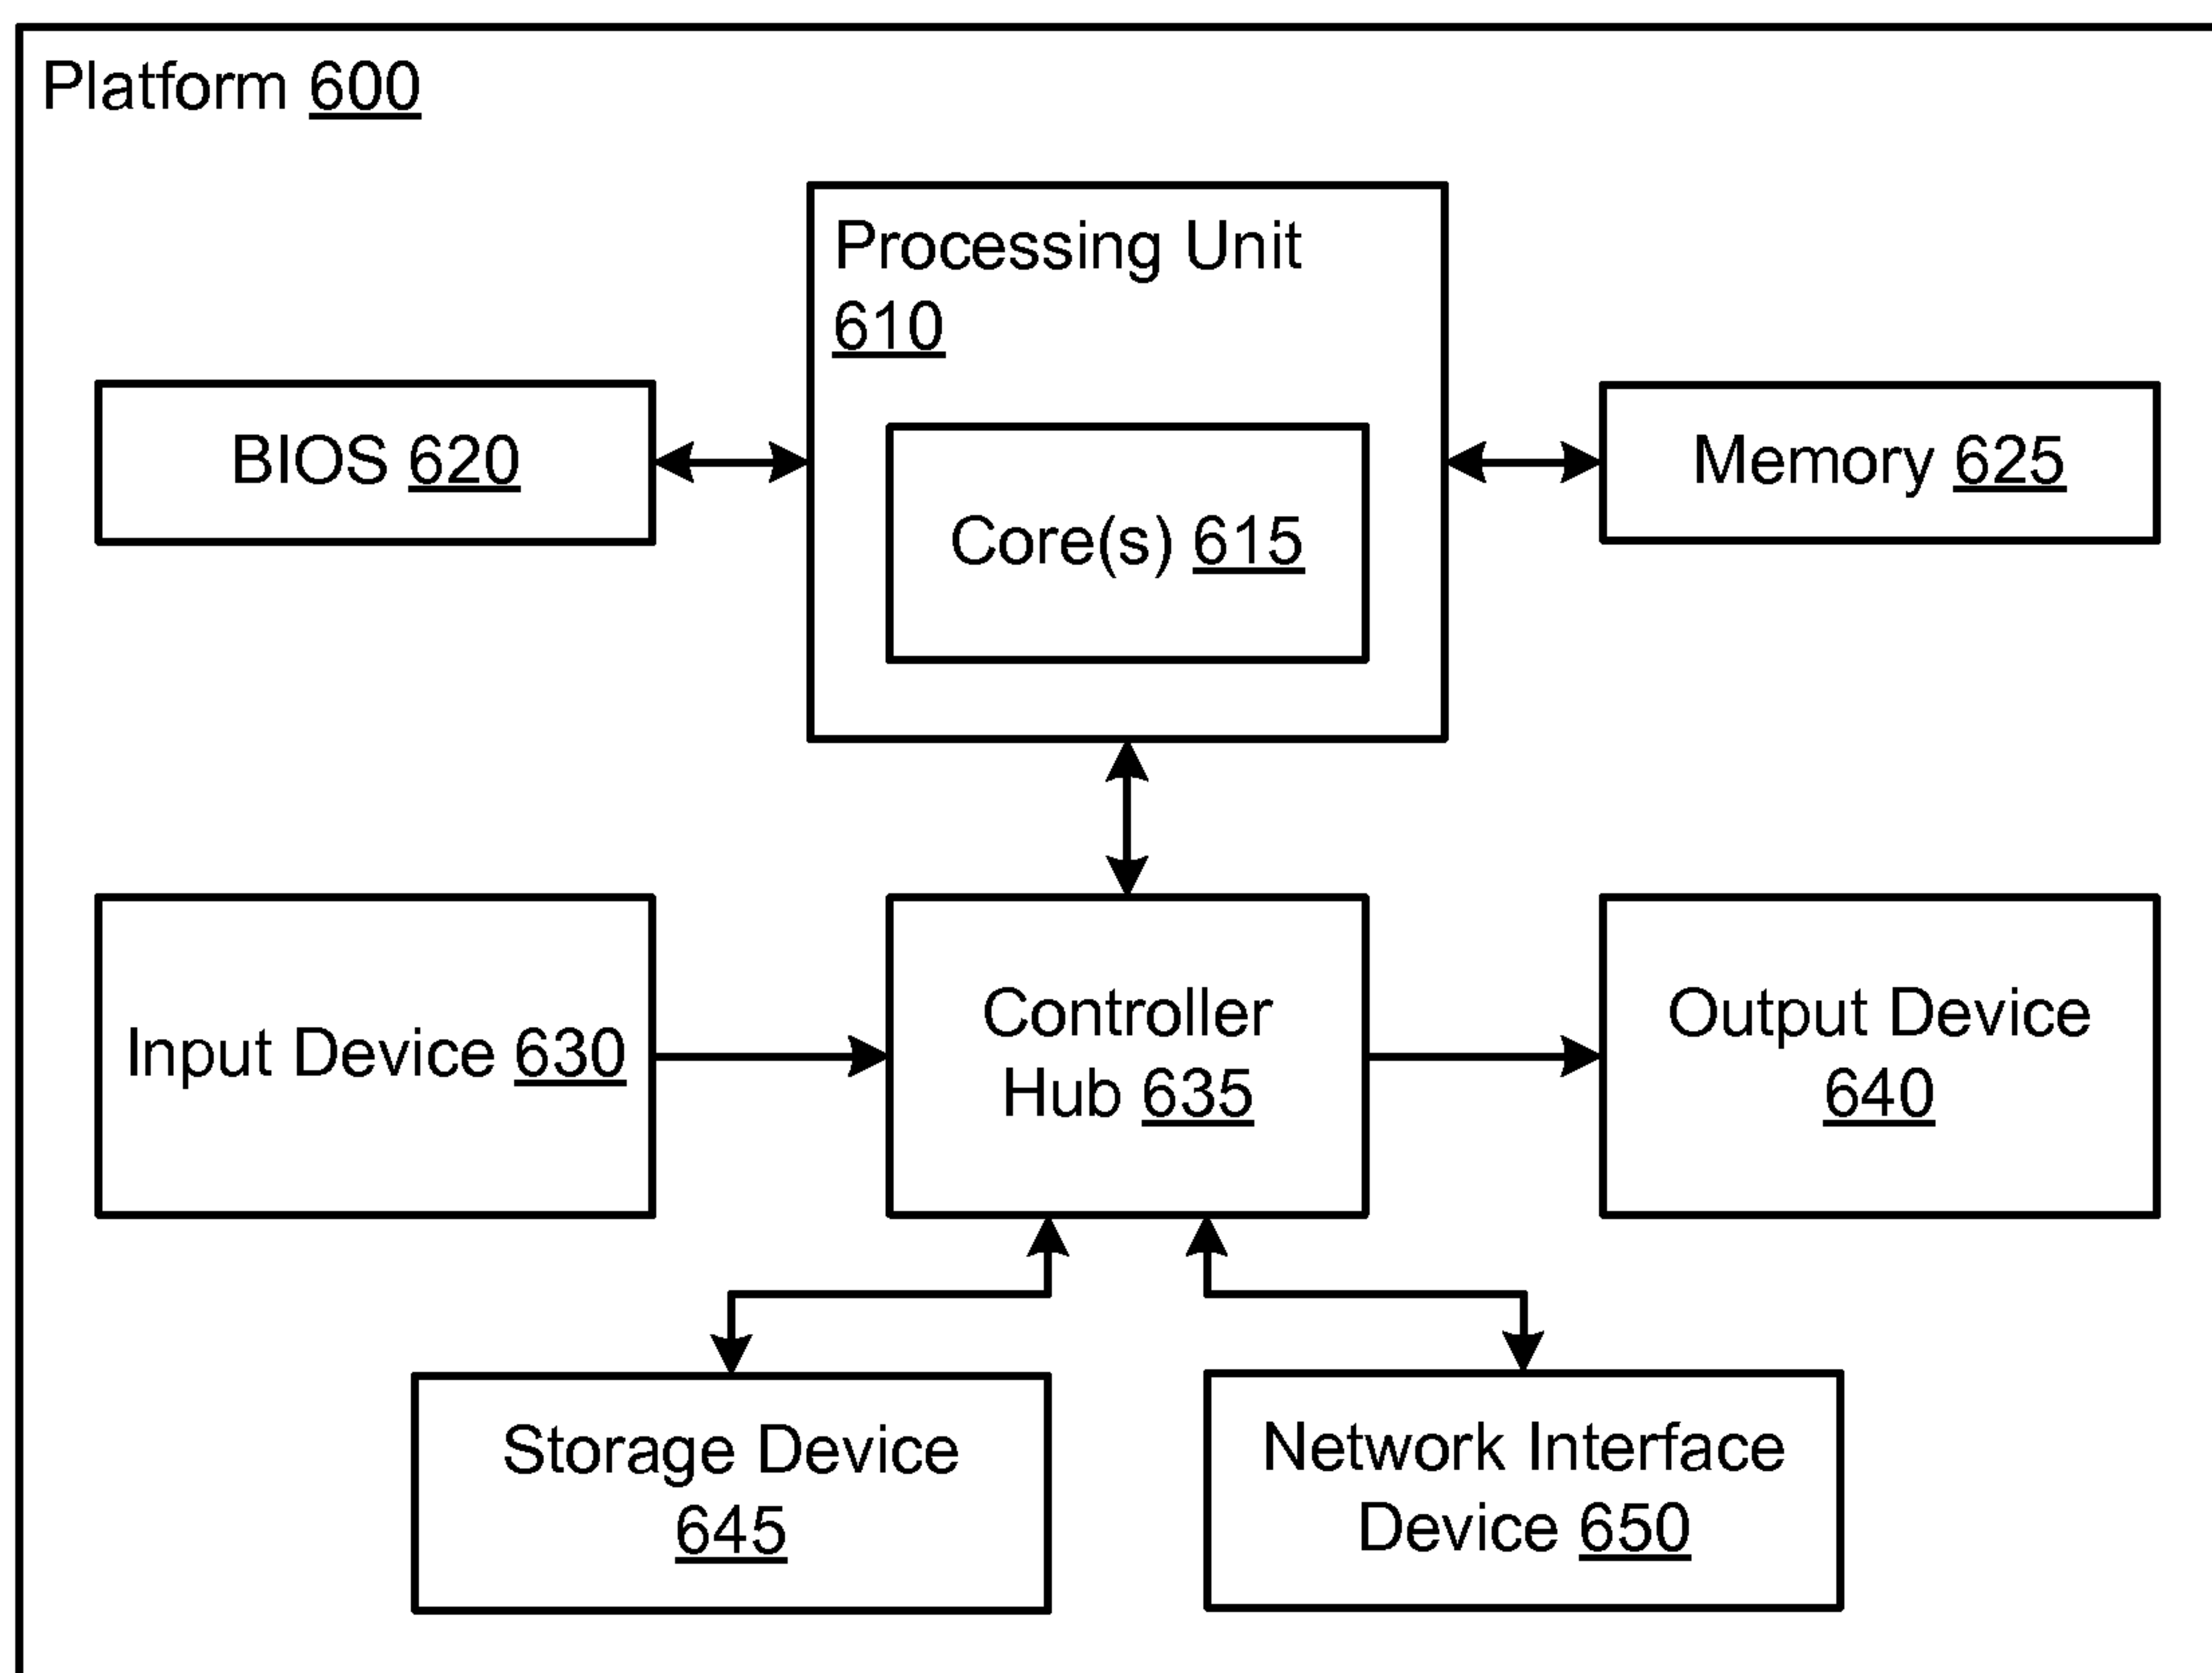 Platform 600
Processing Unit
610
BIOS 620
Core(s) 615
Memory 625
Input Device 630
Controller
Hub 635
Output Device
640
Storage Device
645
Network Interface
Device 650